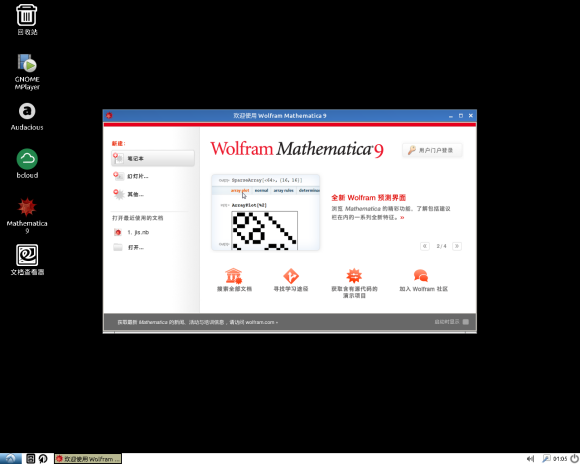 回收站
GNOME
MPlayer
Audacious
bcloud
Mathematica
9
文档查看器
欢迎使用 Wolfram Mathematica 9
新建:
笔记本
幻灯片...
其他...
打开最近使用的文档
1. jis.nb
打开...
Wolfram Mathematica 9
用户门户登录
SparseArray[{#4}, {16, 16}]
array plot normal array rules
ArrayPlot[%2]
全新 Wolfram 预测界面
浏览 Mathematica 的精彩功能，了解包括建议
栏在内的一系列全新特征。 »
2/4
搜索全部文档
寻找学习途径
获取含有源代码的
演示项目
加入 Wolfram 社区
获取最新 Mathematica 的新闻、活动与培训信息，请访问 wolfram.com »
启动时显示
欢迎使用 Wolfram ...
01:05